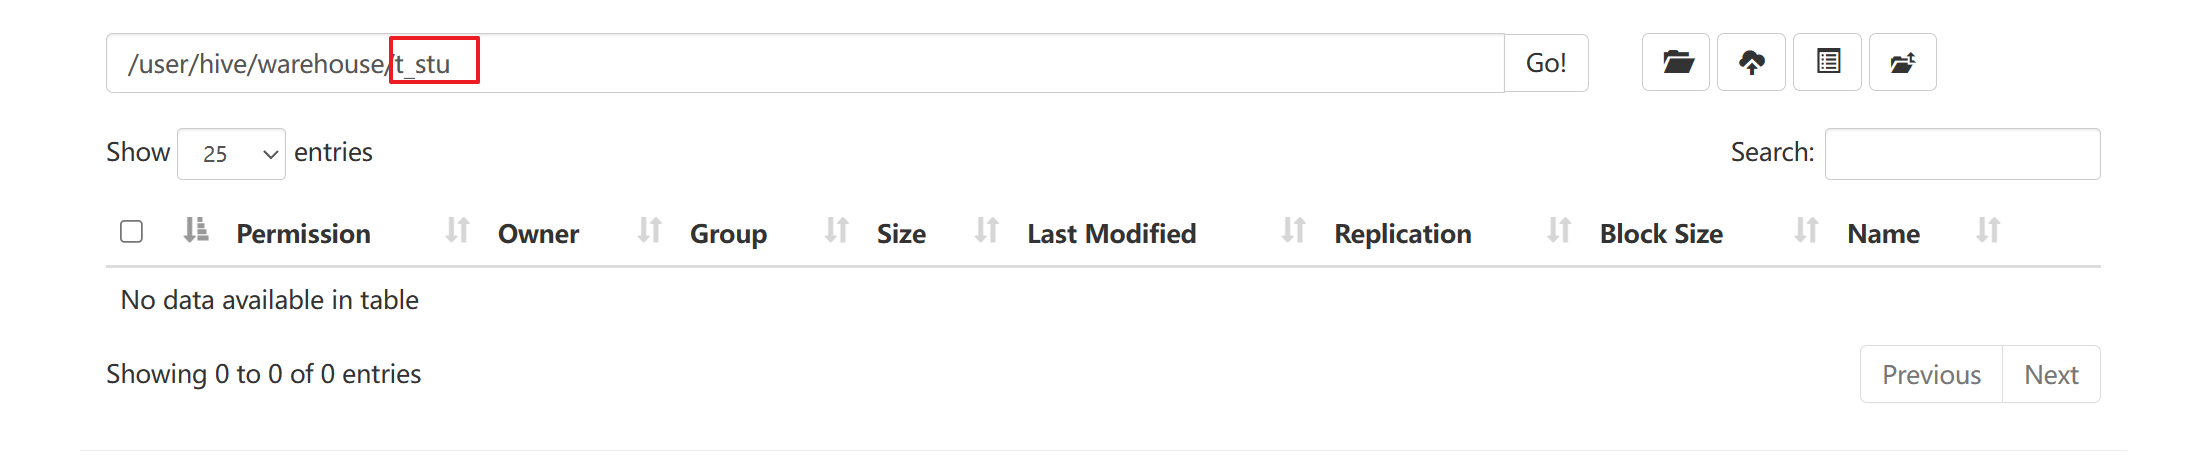 /user/hive/warehouse/t_stu Go!
Show 25 entries Search:
Permission Owner Group Size Last Modified Replication Block Size Name
No data available in table
Showing 0 to 0 of 0 entries Previous Next